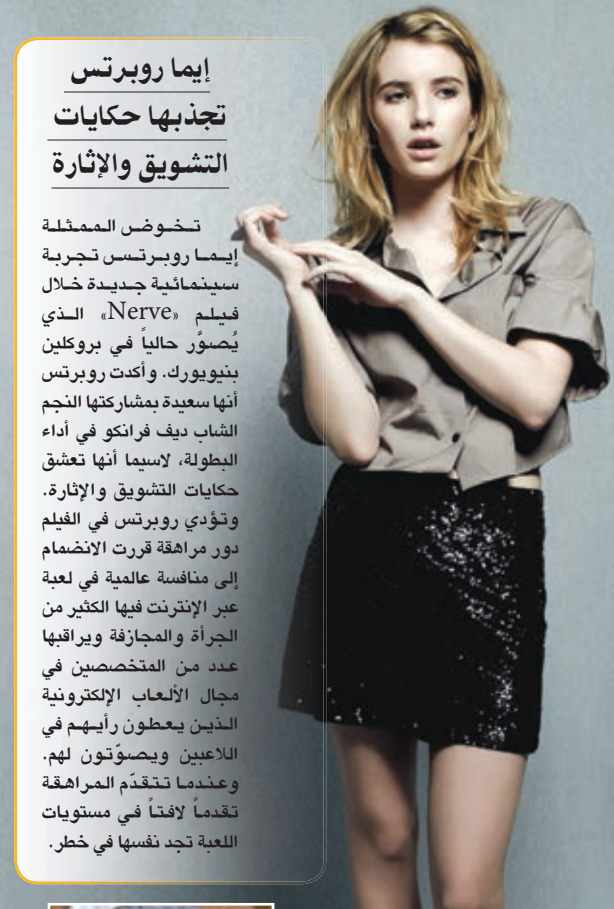 إيما روبرتس
تجذبها حكايات
التشويق والإثارة
تخوض الممثلة
إيما روبرتس تجربة
سينمائية جديدة خلال
فيلم «Nerve» الذي
يُصوَّر حالياً في بروكلين
بنيويورك. وأكدت روبرتس
أنها سعيدة بمشاركتها النجم
الشاب ديف فرانكو في أداء
البطولة، لاسيما أنها تعشق
حكايات التشويق والإثارة.
وتؤدي روبرتس في الفيلم
دور مراهقة قررت الانضمام
إلى منافسة عالمية في لعبة
عبر الإنترنت فيها الكثير من
الجرأة والمجازفة ويراقبها
عدد من المتخصصين في
مجال الألعاب الإلكترونية
الذين يعطون رأيهم في
اللاعبين ويصوّتون لهم.
وعندما تتقدّم المراهقة
تقدماً لافتاً في مستويات
اللعبة تجد نفسها في خطر.